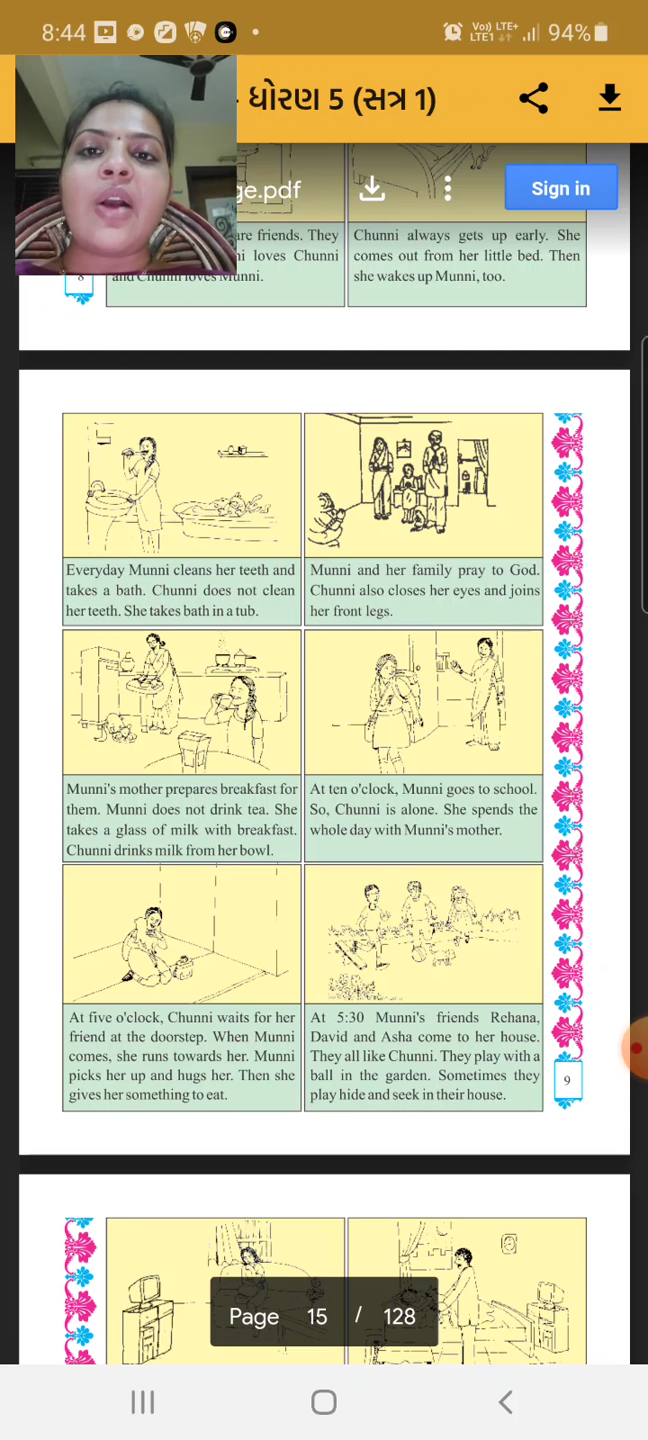 8:44
Vo)) LTE+
LTE1
94%
- ધોરણ 5 (સત્ર 1)
ge.pdf
Sign in
are friends. They
loves Chunni
and Chunni loves Munni.
8
Chunni always gets up early. She
comes out from her little bed. Then
she wakes up Munni, too.
Everyday Munni cleans her teeth and
takes a bath. Chunni does not clean
her teeth. She takes bath in a tub.
Munni and her family pray to God.
Chunni also closes her eyes and joins
her front legs.
Munni's mother prepares breakfast for
them. Munni does not drink tea. She
takes a glass of milk with breakfast.
Chunni drinks milk from her bowl.
At ten o'clock, Munni goes to school.
So, Chunni is alone. She spends the
whole day with Munni's mother.
At five o'clock, Chunni waits for her
friend at the doorstep. When Munni
comes, she runs towards her. Munni
picks her up and hugs her. Then she
gives her something to eat.
At 5:30 Munni's friends Rehana,
David and Asha come to her house.
They all like Chunni. They play with a
ball in the garden. Sometimes they
play hide and seek in their house.
9
Page 15 / 128